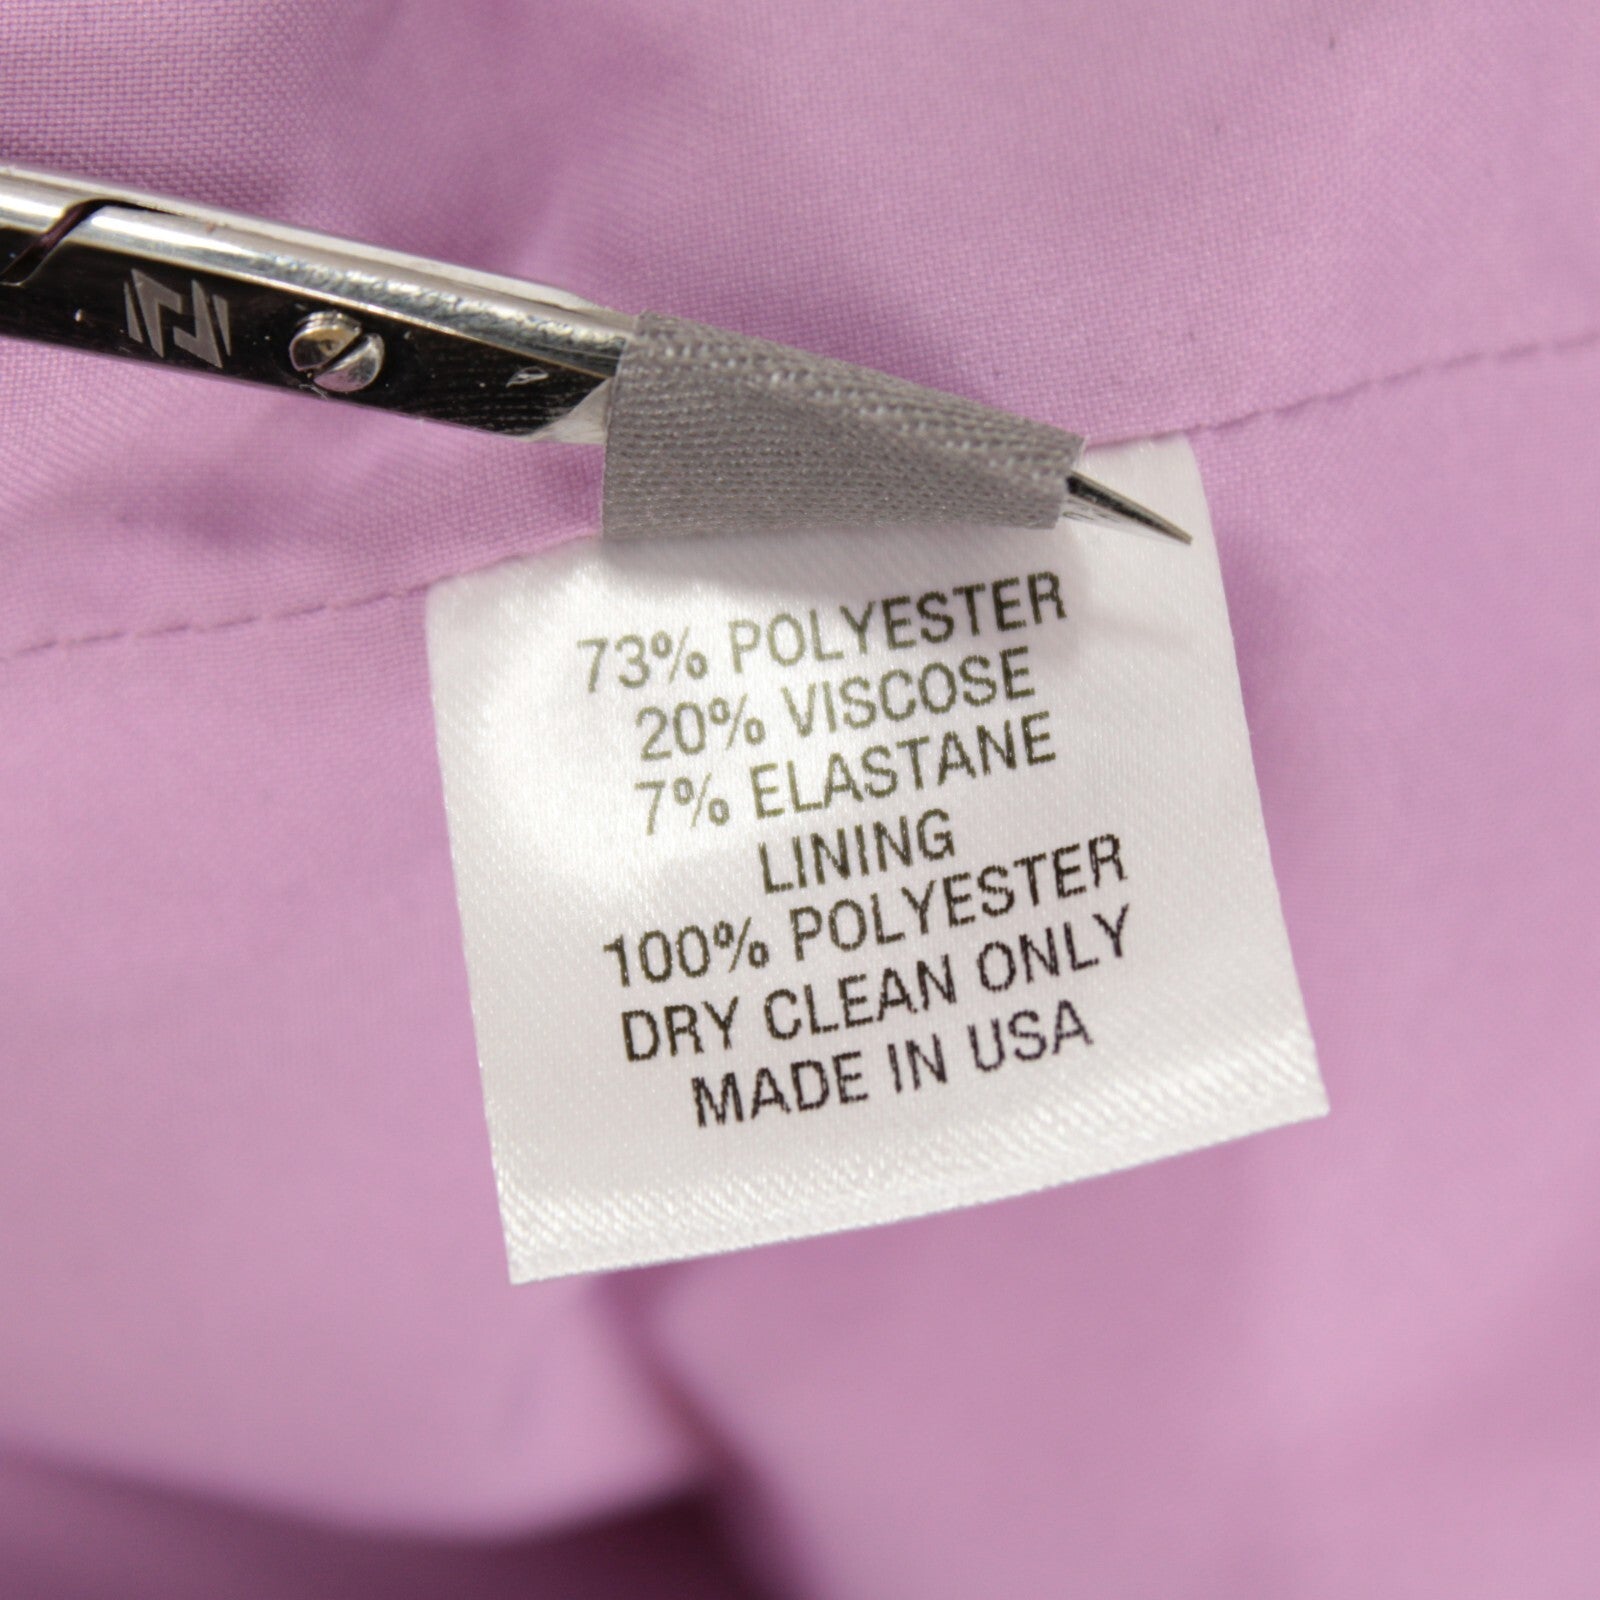 73% POLYESTER
20% VISCOSE
7% ELASTANE
LINING
100% POLYESTER
DRY CLEAN ONLY
MADE IN USA